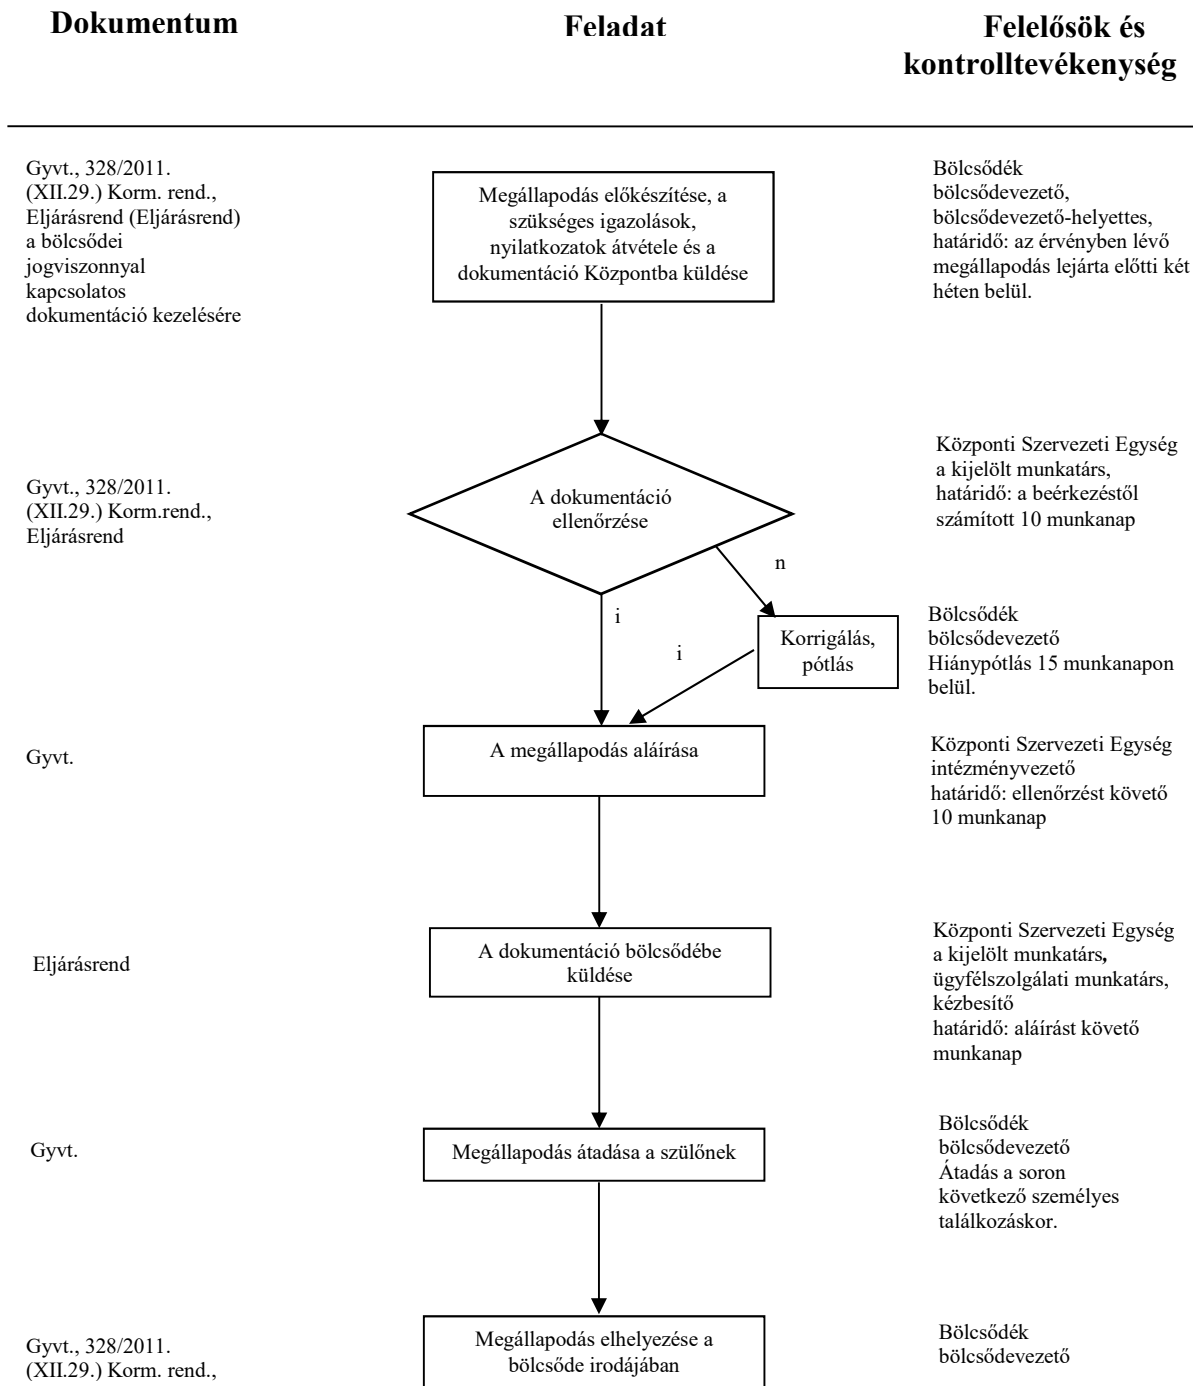 Dokumentum
Feladat
Felelősök és
kontrolltevékenység
Gyvt., 328/2011.
(XII.29.) Korm. rend.,
Eljárásrend (Eljárásrend)
a bölcsődei
jogviszonnyal
kapcsolatos
dokumentáció kezelésére
Megállapodás előkészítése, a
szükséges igazolások,
nyilatkozatok átvétele és a
dokumentáció Központba küldése
Bölcsődék
bölcsődevezető,
bölcsődevezető-helyettes,
határidő: az érvényben lévő
megállapodás lejárta előtti két
héten belül.
Gyvt., 328/2011.
(XII.29.) Korm.rend.,
Eljárásrend
A dokumentáció
ellenőrzése
Központi Szervezeti Egység
a kijelölt munkatárs,
határidő: a beérkezéstől
számított 10 munkanap
n
i
i
Korrigálás,
pótlás
Bölcsődék
bölcsődevezető
Hiánypótlás 15 munkanapon
belül.
Gyvt.
A megállapodás aláírása
Központi Szervezeti Egység
intézményvezető
határidő: ellenőrzést követő
10 munkanap
Eljárásrend
A dokumentáció bölcsődébe
küldése
Központi Szervezeti Egység
a kijelölt munkatárs,
ügyfélszolgálati munkatárs,
kézbesítő
határidő: aláírást követő
munkanap
Gyvt.
Megállapodás átadása a szülőnek
Bölcsődék
bölcsődevezető
Átadás a soron
következő személyes
találkozáskor.
Gyvt., 328/2011.
(XII.29.) Korm. rend.,
Megállapodás elhelyezése a
bölcsőde irodájában
Bölcsődék
bölcsődevezető